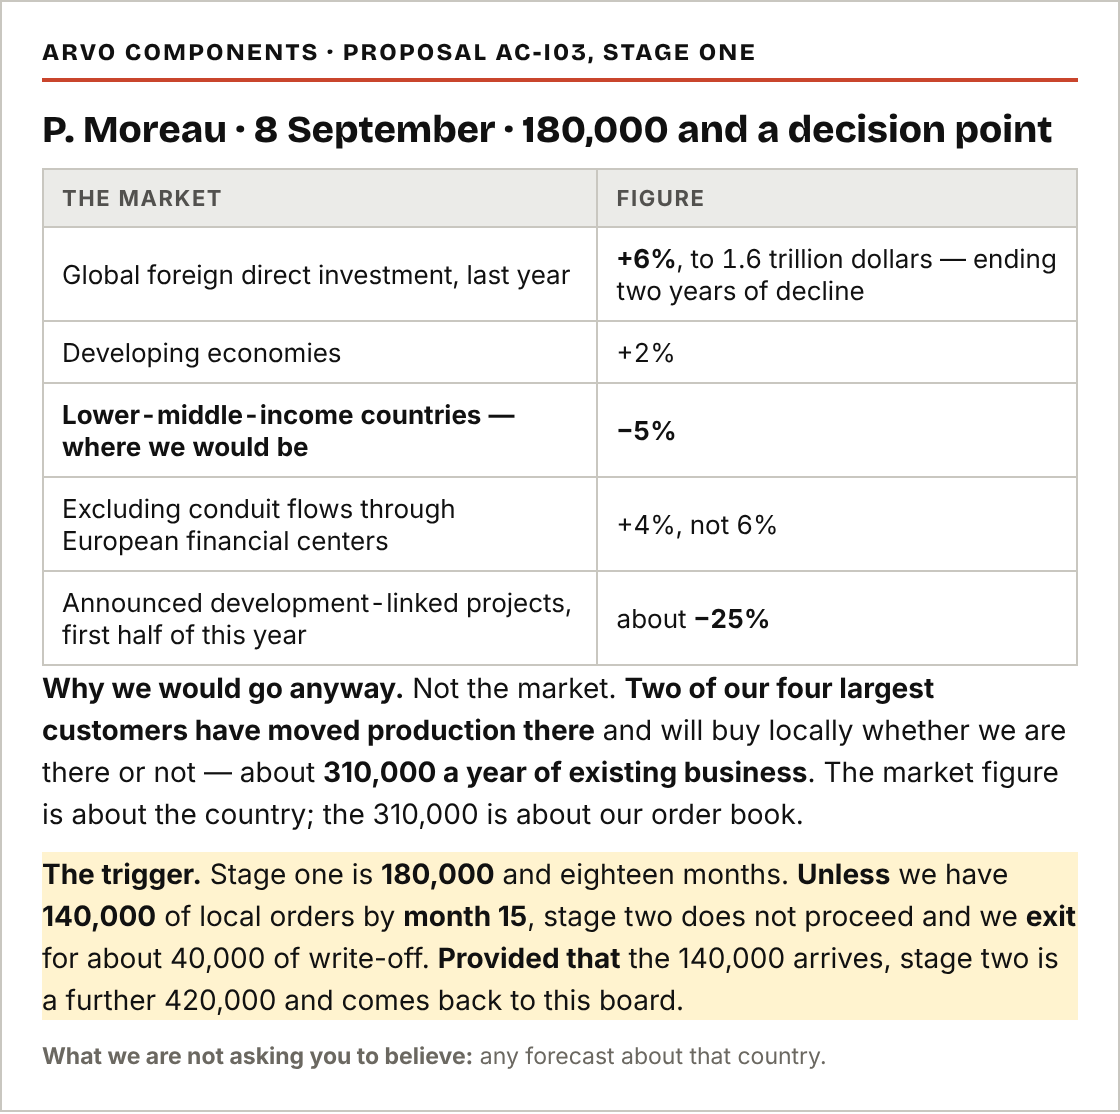 ARVO COMPONENTS · PROPOSAL AC-I03, STAGE ONE
P. Moreau · 8 September · 180,000 and a decision point
THE MARKET
FIGURE
Global foreign direct investment, last year
+6%, to 1.6 trillion dollars — ending
two years of decline
Developing economies
+2%
Lower-middle-income countries —
where we would be
−5%
Excluding conduit flows through
European financial centers
+4%, not 6%
Announced development-linked projects,
first half of this year
about −25%
Why we would go anyway. Not the market. Two of our four largest
customers have moved production there and will buy locally whether we are
there or not — about 310,000 a year of existing business. The market figure
is about the country; the 310,000 is about our order book.
The trigger. Stage one is 180,000 and eighteen months. Unless we have
140,000 of local orders by month 15, stage two does not proceed and we exit
for about 40,000 of write-off. Provided that the 140,000 arrives, stage two is
a further 420,000 and comes back to this board.
What we are not asking you to believe: any forecast about that country.